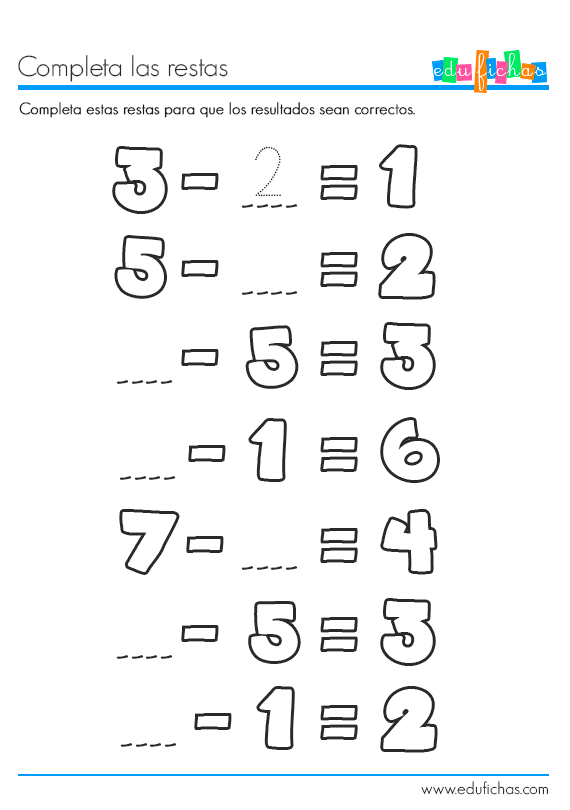 Completa las restas
edufichas
Completa estas restas para que los resultados sean correctos.
3 - 2 = 1
5 - ____ = 2
____ - 5 = 3
____ - 1 = 6
7 - ____ = 4
____ - 5 = 3
____ - 1 = 2
www.edufichas.com